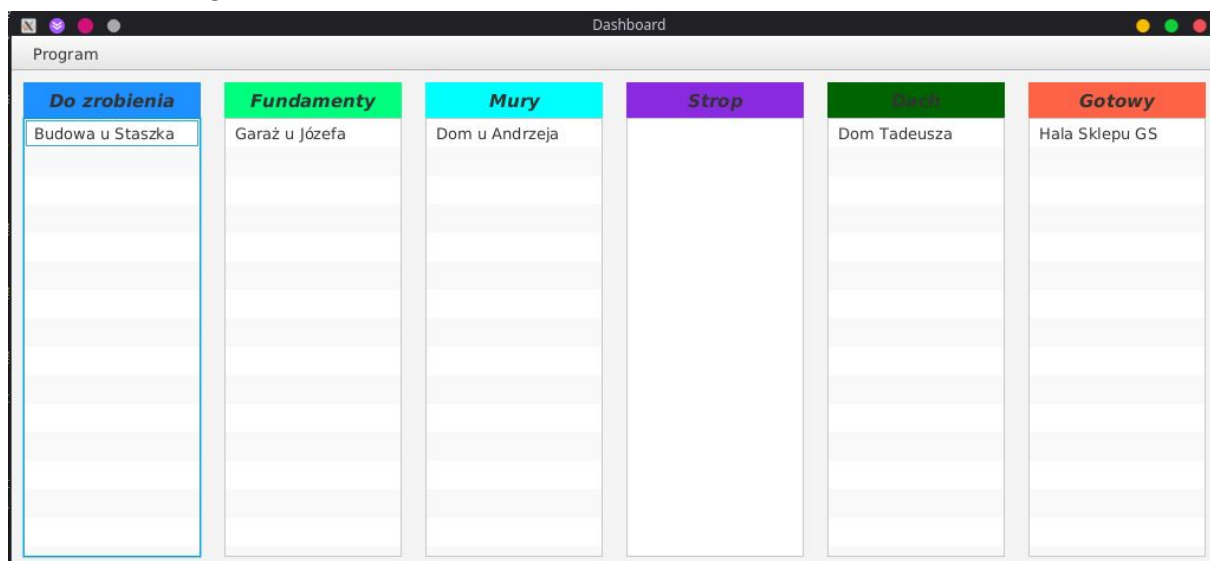 Dashboard
Program
Do zrobienia
Fundamenty
Mury
Strop
Dach
Gotowy
Budowa u Staszka
Garaż u Józefa
Dom u Andrzeja
Dom Tadeusza
Hala Sklepu GS